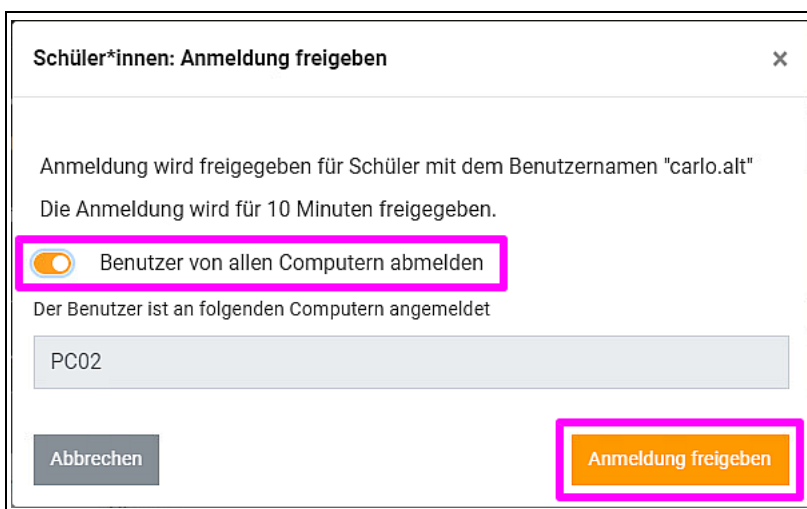 Schüler*innen: Anmeldung freigeben
×
Anmeldung wird freigegeben für Schüler mit dem Benutzernamen "carlo.alt"
Die Anmeldung wird für 10 Minuten freigegeben.
Benutzer von allen Computern abmelden
Der Benutzer ist an folgenden Computern angemeldet
PC02
Abbrechen
Anmeldung freigeben